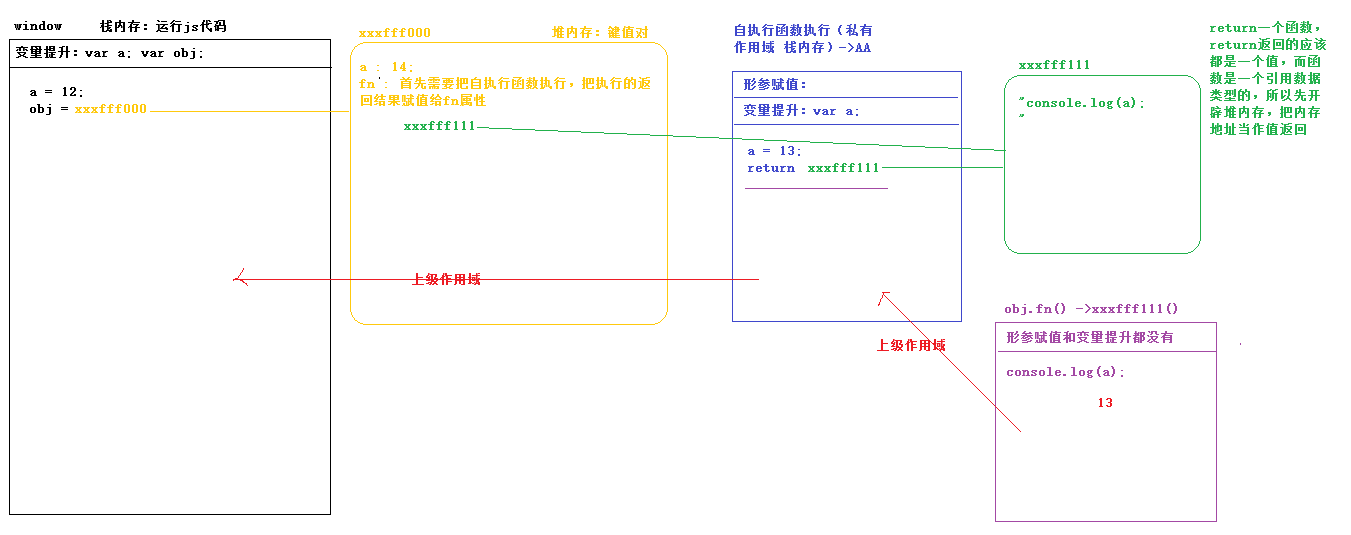 window 栈内存：运行js代码
变量提升：var a; var obj;
a = 12;
obj = xxxfff000
xxxfff000 堆内存：键值对
a : 14;
fn : 首先需要把自执行函数执行，把执行的返
回结果赋值给fn属性
xxxfff111
自执行函数执行（私有
作用域 栈内存）->AA
形参赋值：
变量提升：var a;
a = 13;
return xxxfff111
xxxfff111
"console.log(a);
"
return一个函数，
return返回的应该
都是一个值，而函
数是一个引用数据
类型的，所以先开
辟堆内存，把内存
地址当作值返回
上级作用域
上级作用域
obj.fn() ->xxxfff111()
形参赋值和变量提升都没有
console.log(a);
13